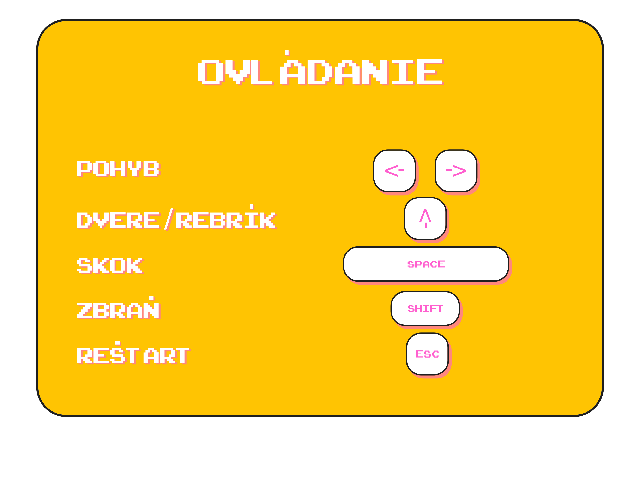 OVLÁDANIE
POHYB <- ->
DVERE/REBRÍK ^
SKOK SPACE
ZBRAŇ SHIFT
REŠTART ESC